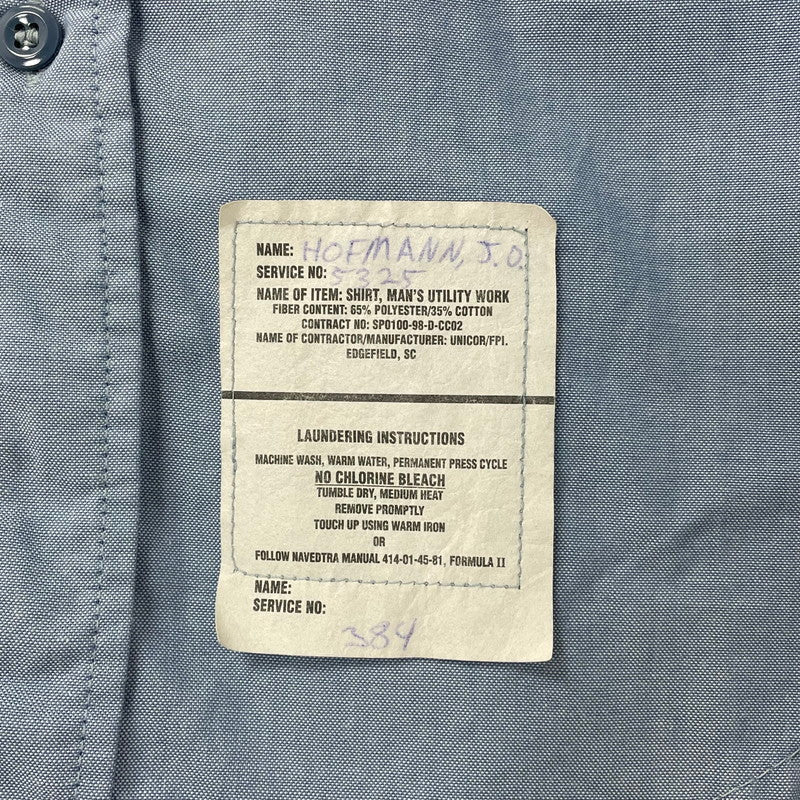 NAME: HOFMANN, J.D.
SERVICE NO: 5325
NAME OF ITEM: SHIRT, MAN'S UTILITY WORK
FIBER CONTENT: 65% POLYESTER/35% COTTON
CONTRACT NO: SP0100-98-D-CC02
NAME OF CONTRACTOR/MANUFACTURER: UNICOR/FPI.
EDGEFIELD, SC
LAUNDERING INSTRUCTIONS
MACHINE WASH, WARM WATER, PERMANENT PRESS CYCLE
NO CHLORINE BLEACH
TUMBLE DRY, MEDIUM HEAT
REMOVE PROMPTLY
TOUCH UP USING WARM IRON
OR
FOLLOW NAVEDTRA MANUAL 414-01-45-81, FORMULA II
NAME:
SERVICE NO:
384